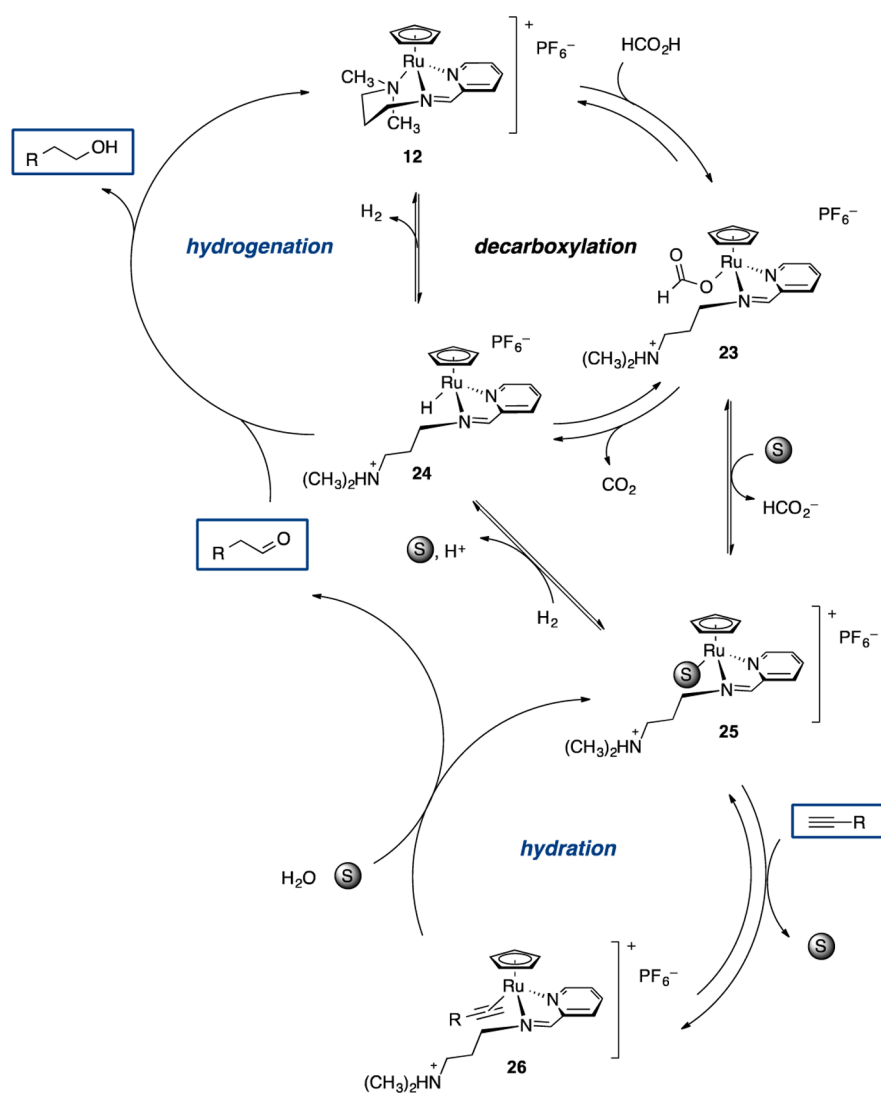 +
PF6−
HCO2H
Ru
N
CH3
N
N
CH3
12
R
OH
H2
hydrogenation
decarboxylation
PF6−
Ru
N
O
H
O
N
+
(CH3)2HN
23
PF6−
Ru
N
H
N
+
(CH3)2HN
24
CO2
S
HCO2−
R
O
S, H+
H2
+
PF6−
Ru
N
S
N
+
(CH3)2HN
25
R
hydration
H2O S
S
+
PF6−
Ru
N
R
N
+
(CH3)2HN
26